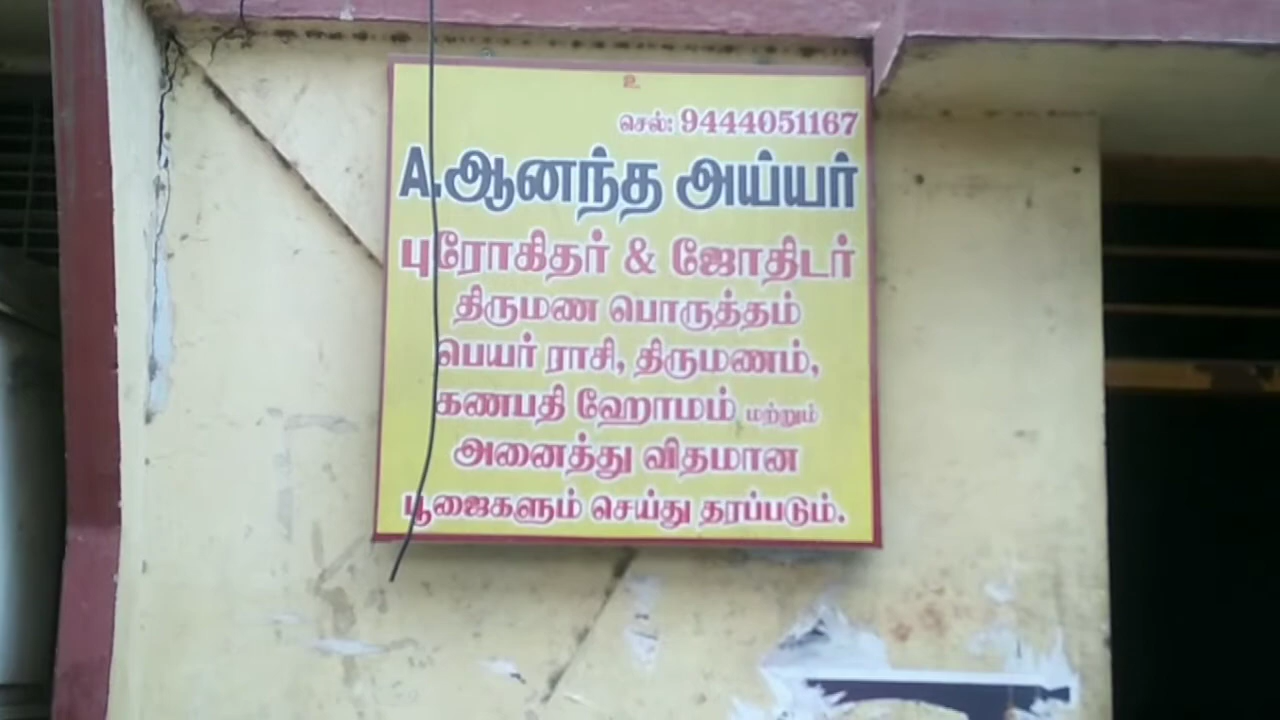 உ
செல்: 9444051167
A.ஆனந்த அய்யர்
புரோகிதர் & ஜோதிடர்
திருமண பொருத்தம்
பெயர் ராசி, திருமணம்,
கணபதி ஹோமம் மற்றும்
அனைத்து விதமான
பூஜைகளும் செய்து தரப்படும்.